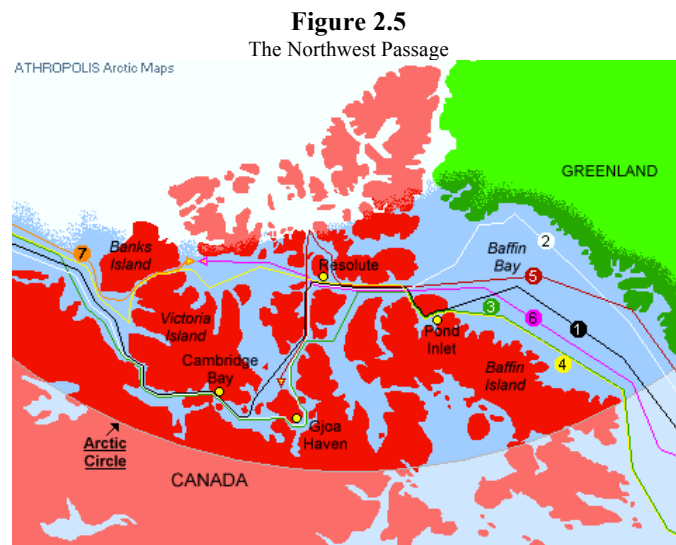 Figure 2.5
The Northwest Passage
ATHROPOLIS Arctic Maps
GREENLAND
2
7
Banks
Island
Baffin
Bay
Resolute
5
3
6
1
Victoria
Island
Pond
Inlet
4
Cambridge
Bay
Baffin
Island
Gjoa
Haven
Arctic
Circle
CANADA